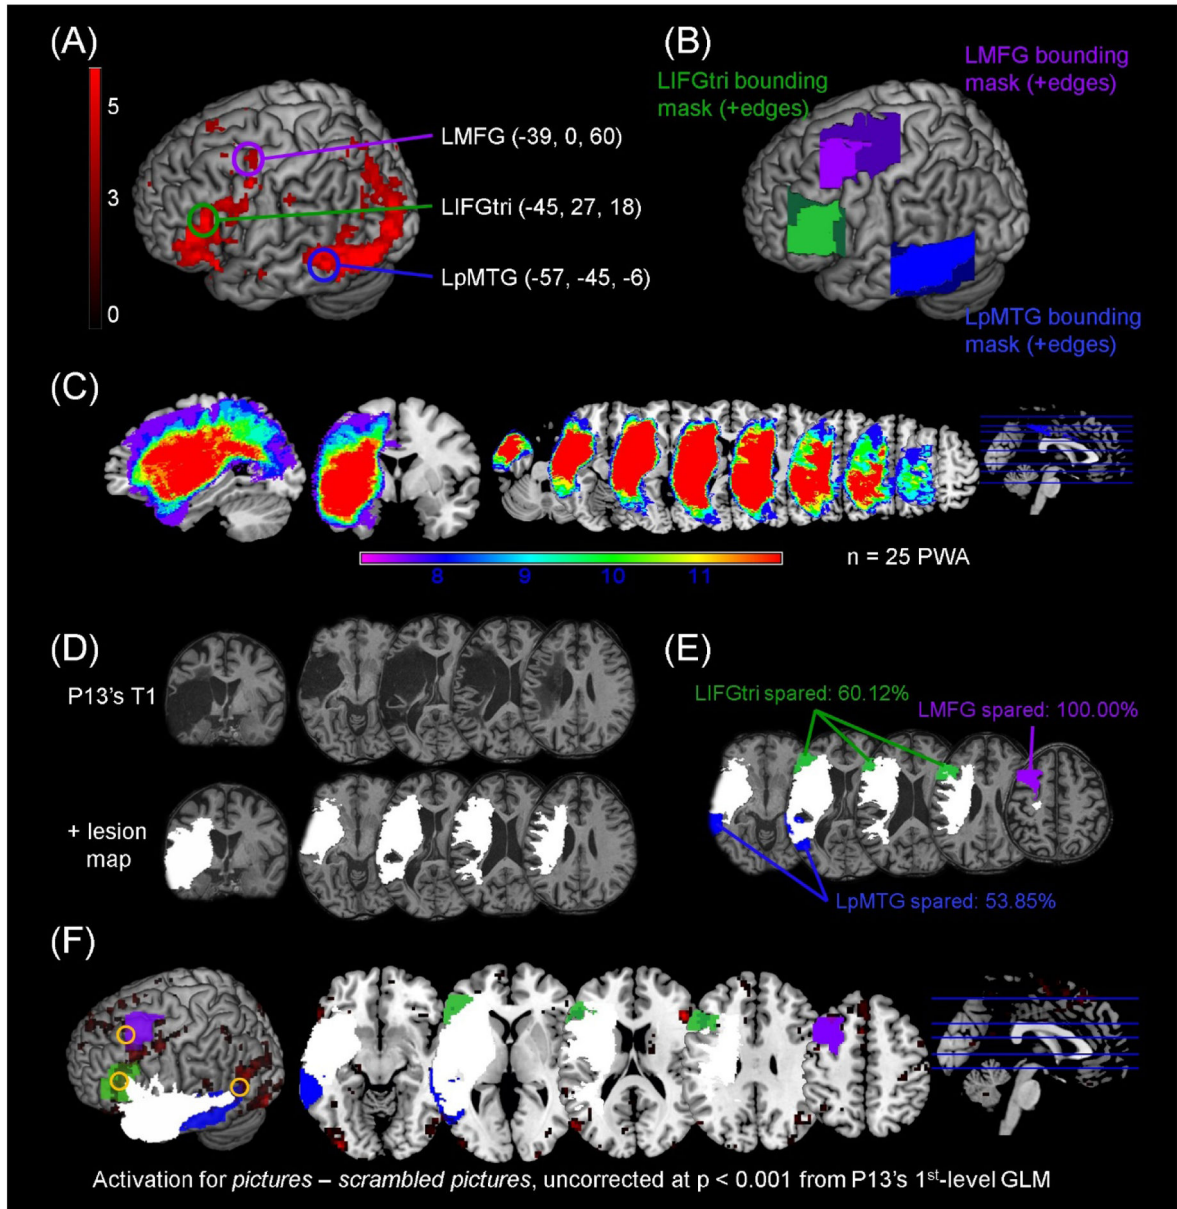 (A)
5
3
0
LMFG (-39, 0, 60)
LIFGtri (-45, 27, 18)
LpMTG (-57, -45, -6)
(B)
LIFGtri bounding
mask (+edges)
LMFG bounding
mask (+edges)
LpMTG bounding
mask (+edges)
(C)
8 9 10 11
n = 25 PWA
(D)
P13's T1
+ lesion
map
(E)
LIFGtri spared: 60.12%
LMFG spared: 100.00%
LpMTG spared: 53.85%
(F)
Activation for pictures – scrambled pictures, uncorrected at p < 0.001 from P13's 1st-level GLM